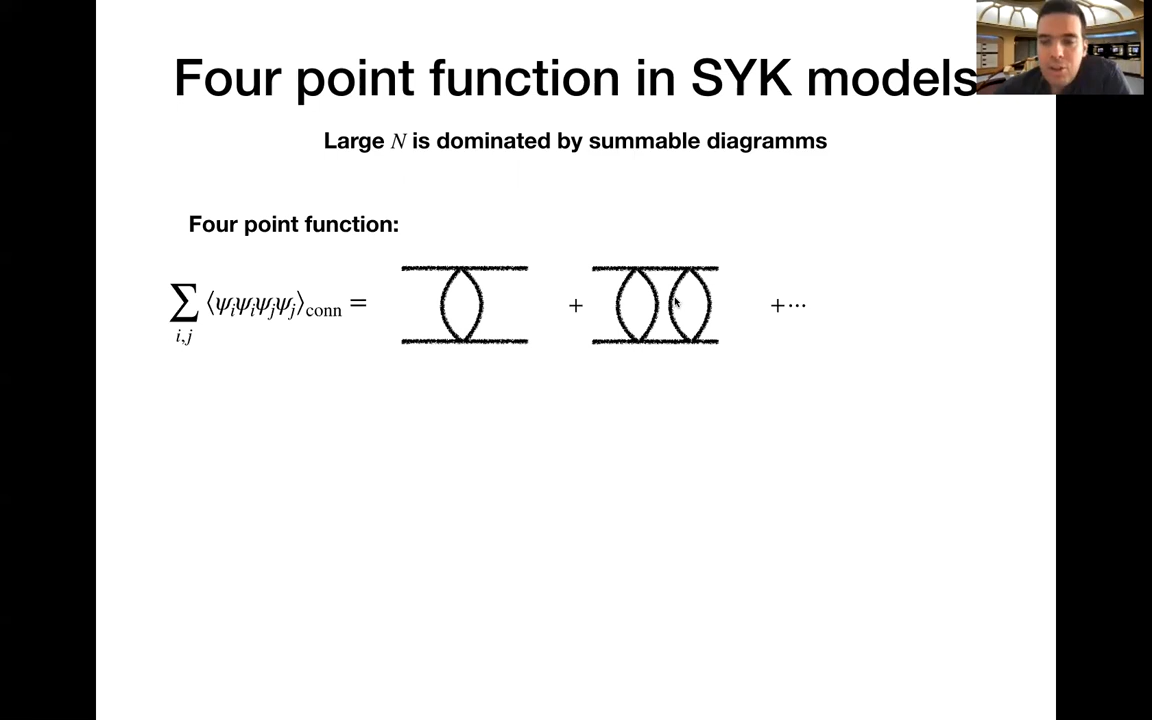 Four point function in SYK models
Large N is dominated by summable diagramms
Four point function:
∑_{i,j} ⟨ψ_iψ_iψ_jψ_j⟩_conn = + + ⋯